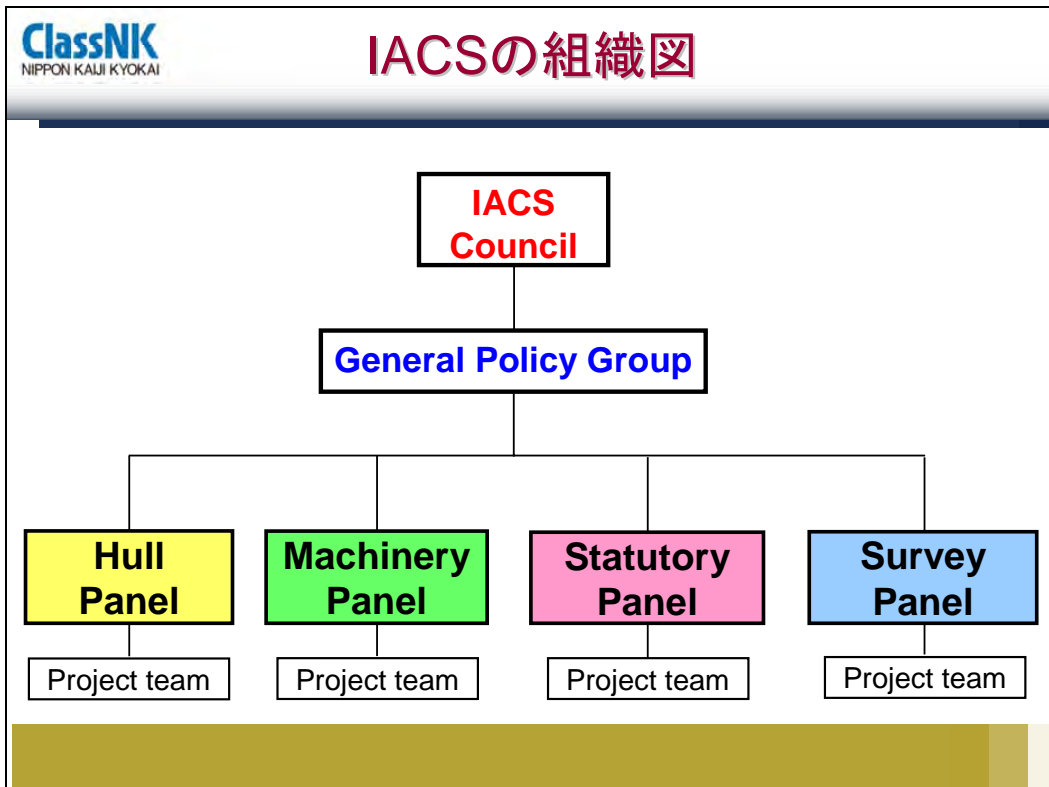 ClassNK
NIPPON KAIJI KYOKAI
IACSの組織図
IACS
Council
General Policy Group
Hull
Panel
Machinery
Panel
Statutory
Panel
Survey
Panel
Project team
Project team
Project team
Project team